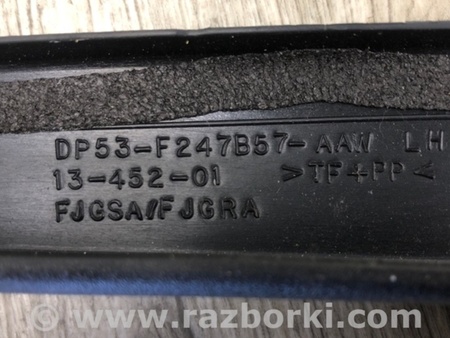 DP53-F247B57-AAW LH
13-452-01 >TF+PP<
FJGSA//FJGRA
www.razborki.com